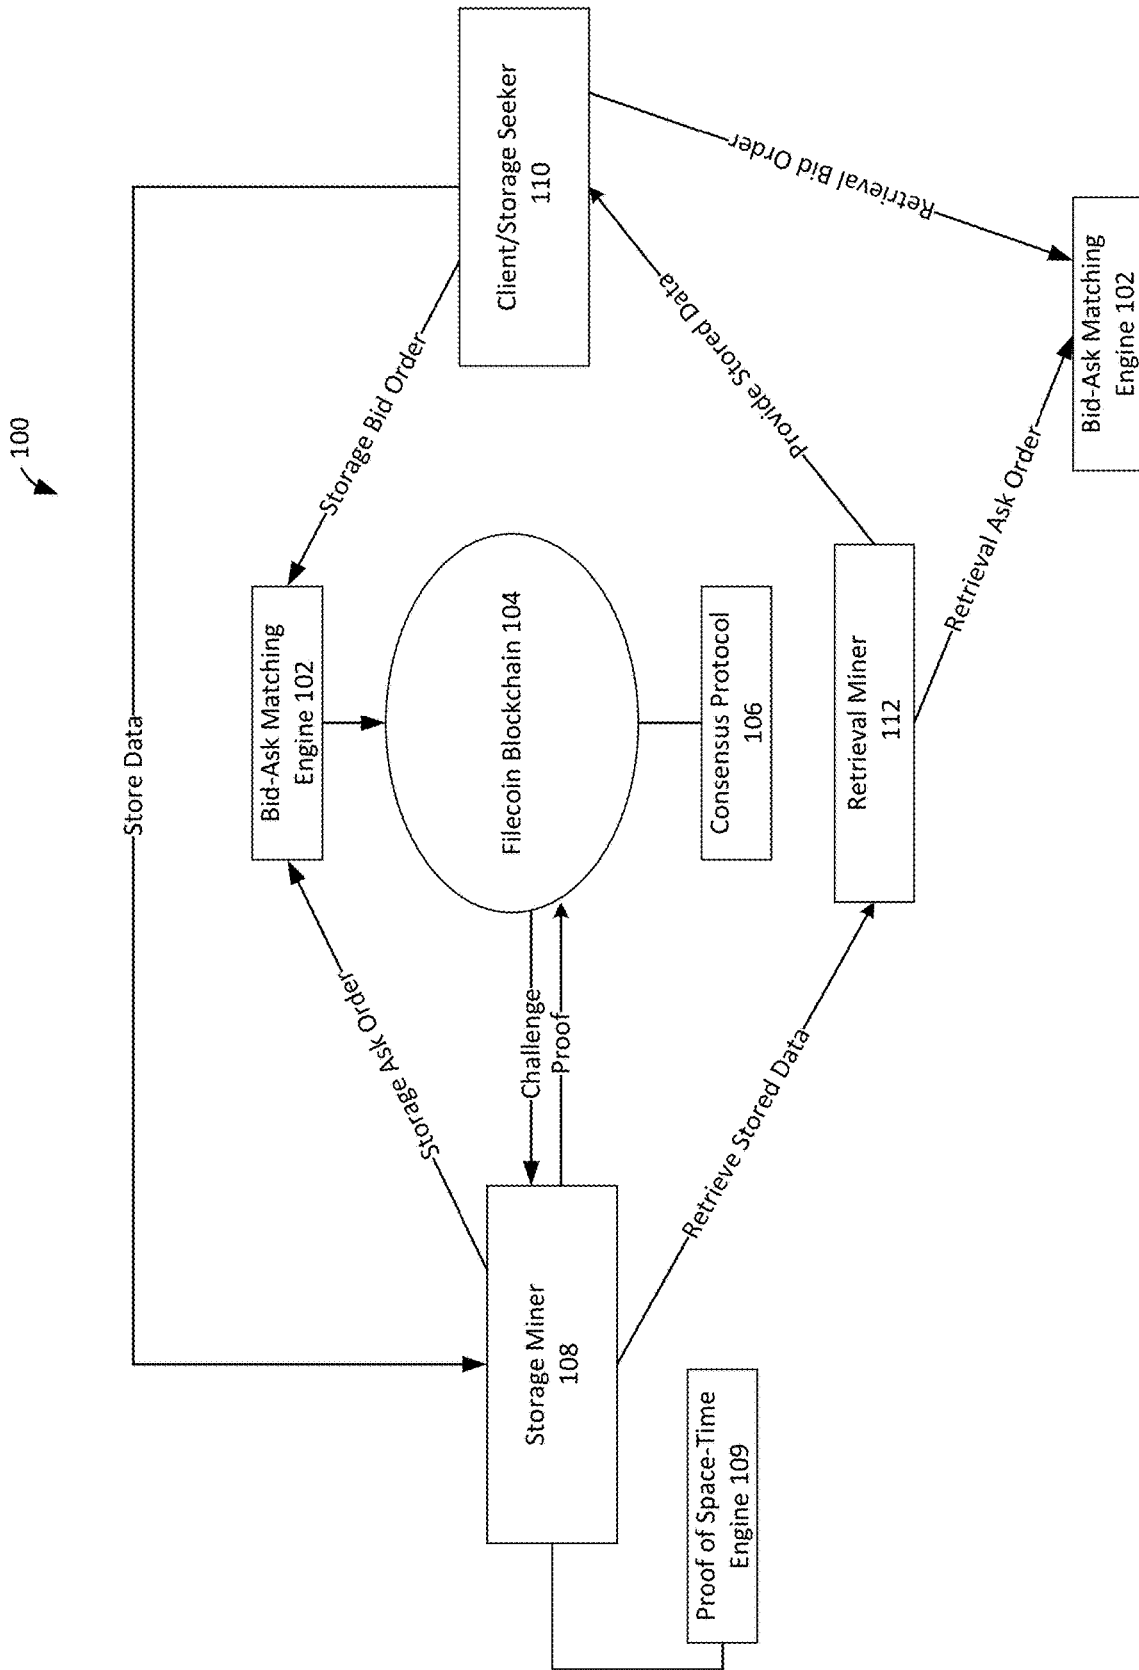 100
Store Data
Bid-Ask Matching
Engine 102
Storage Ask Order
Storage Bid Order
Storage Miner
108
Challenge
Proof
Filecoin Blockchain 104
Client/Storage Seeker
110
Consensus Protocol
106
Proof of Space-Time
Engine 109
Retrieve Stored Data
Retrieval Miner
112
Provide Stored Data
Retrieval Bid Order
Retrieval Ask Order
Bid-Ask Matching
Engine 102